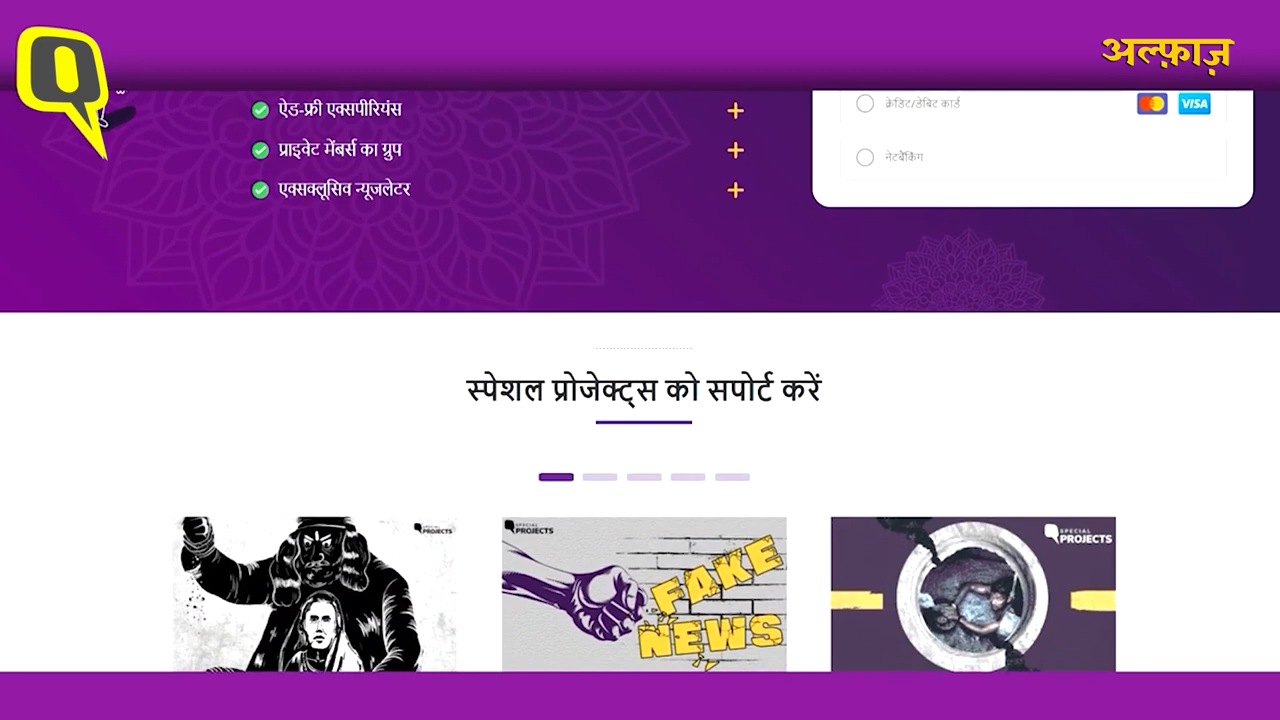 अल्फ़ाज़
ऐड-फ्री एक्सपीरियंस
प्राइवेट मेंबर्स का ग्रुप
एक्सक्लूसिव न्यूजलेटर
क्रेडिट/डेबिट कार्ड
VISA
नेटबैंकिंग
स्पेशल प्रोजेक्ट्स को सपोर्ट करें
SPECIAL
PROJECTS
SPECIAL
PROJECTS
FAKE
NEWS
SPECIAL
PROJECTS